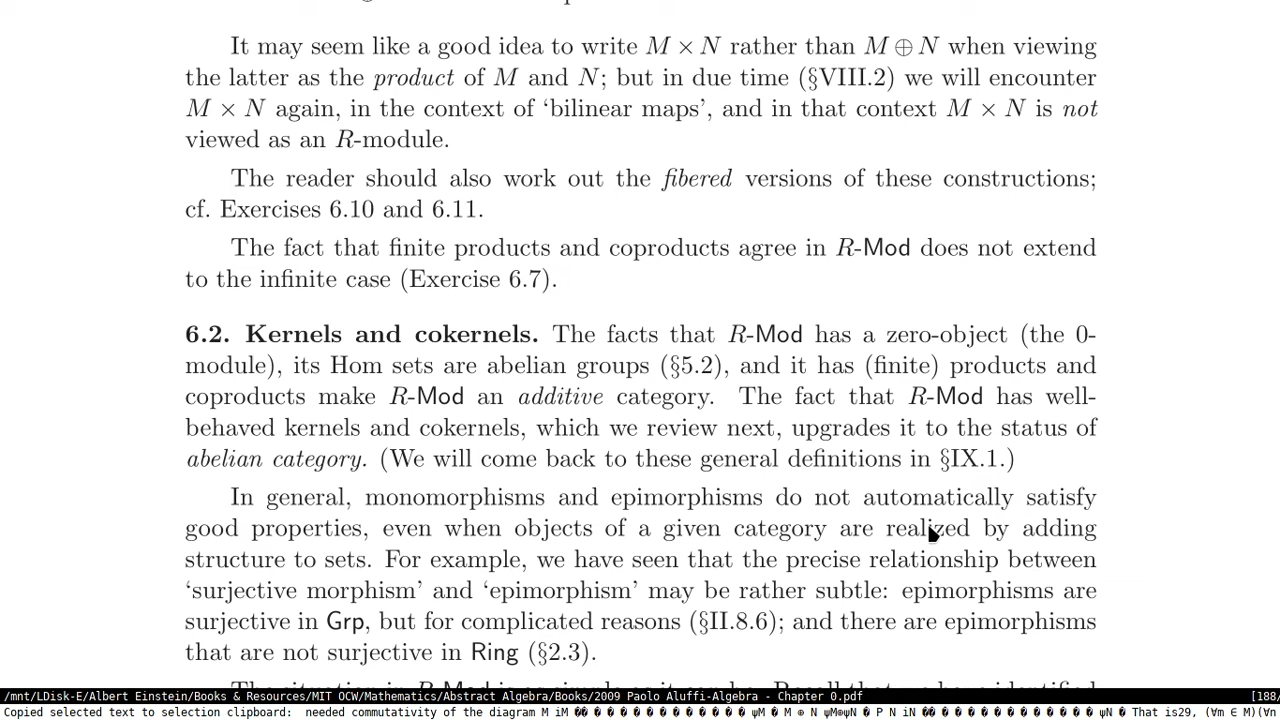 It may seem like a good idea to write M × N rather than M ⊕ N when viewing
the latter as the product of M and N; but in due time (§VIII.2) we will encounter
M × N again, in the context of ‘bilinear maps’, and in that context M × N is not
viewed as an R-module.
The reader should also work out the fibered versions of these constructions;
cf. Exercises 6.10 and 6.11.
The fact that finite products and coproducts agree in R-Mod does not extend
to the infinite case (Exercise 6.7).
6.2. Kernels and cokernels. The facts that R-Mod has a zero-object (the 0-
module), its Hom sets are abelian groups (§5.2), and it has (finite) products and
coproducts make R-Mod an additive category. The fact that R-Mod has well-
behaved kernels and cokernels, which we review next, upgrades it to the status of
abelian category. (We will come back to these general definitions in §IX.1.)
In general, monomorphisms and epimorphisms do not automatically satisfy
good properties, even when objects of a given category are realized by adding
structure to sets. For example, we have seen that the precise relationship between
‘surjective morphism’ and ‘epimorphism’ may be rather subtle: epimorphisms are
surjective in Grp, but for complicated reasons (§II.8.6); and there are epimorphisms
that are not surjective in Ring (§2.3).
/mnt/LDisk-E/Albert Einstein/Books & Resources/MIT OCW/Mathematics/Abstract Algebra/Books/2009 Paolo Aluffi-Algebra - Chapter 0.pdf [188/
Copied selected text to selection clipboard: needed commutativity of the diagram M iM �� � � � � � � � � � � � � � ψM � M ⊕ N ψM⊕ψN � P N iN �� � � � � � � � � � � � � � ψN � That is29, (∀m ∈ M)(∀n